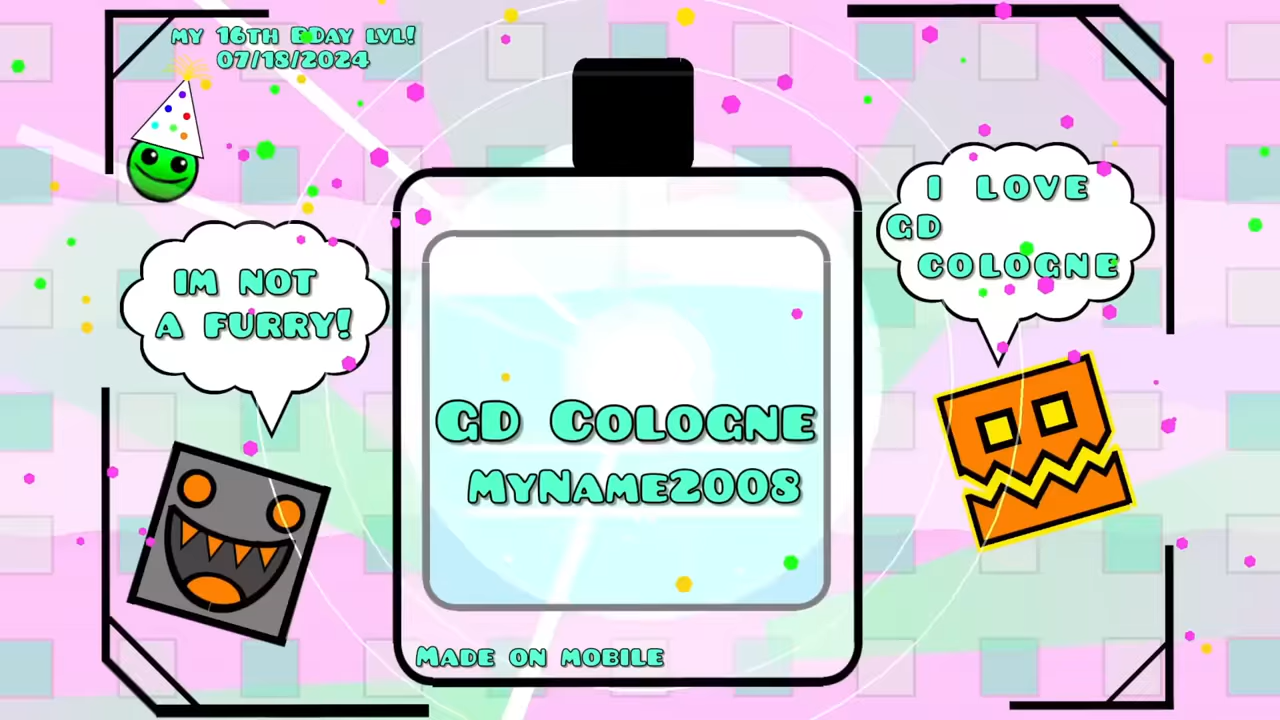 MY 16TH BDAY LVL!
07/18/2024
I LOVE
GD
COLOGNE
IM NOT
A FURRY!
GD COLOGNE
MYNAME2008
MADE ON MOBILE